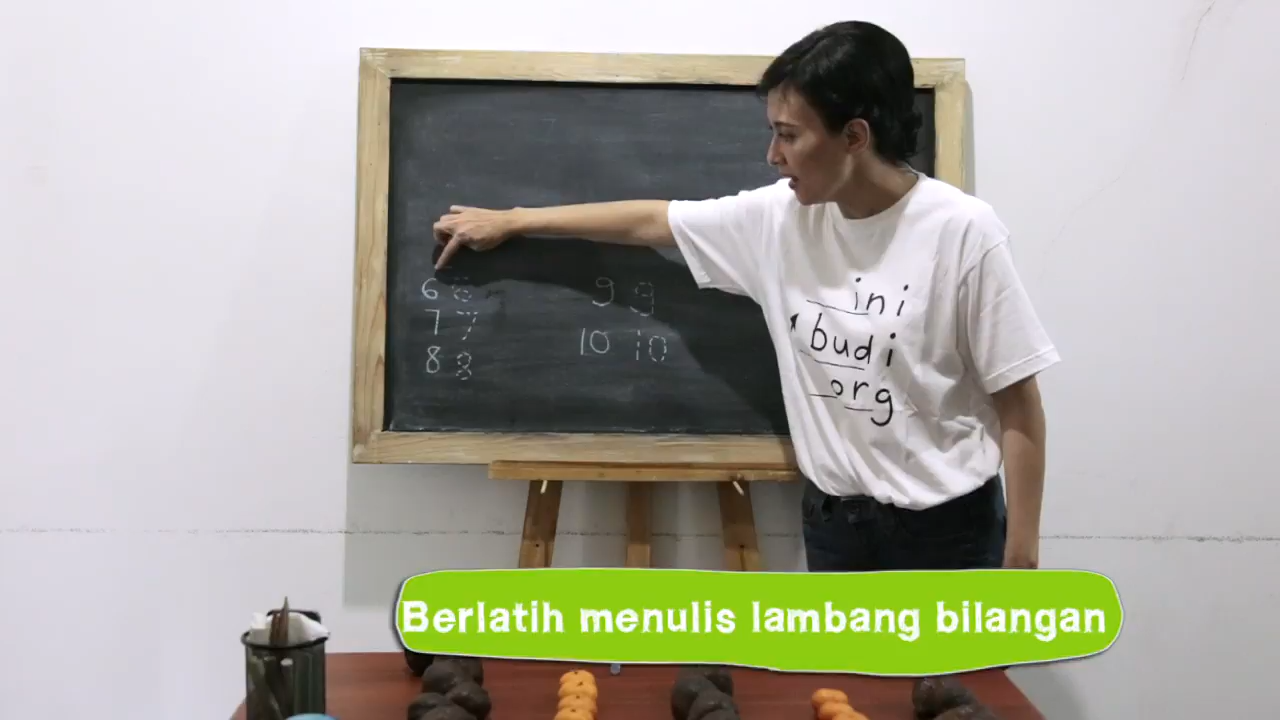 6 6
7 7
8 8
9 9
10 10
ini
budi
org
Berlatih menulis lambang bilangan